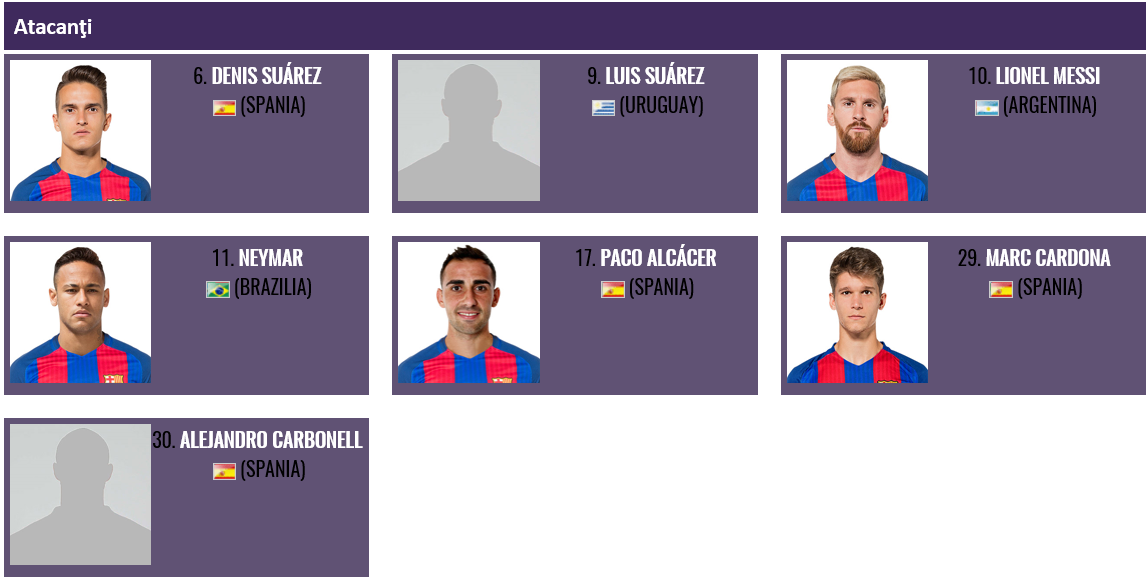 Atacanţi
6. DENIS SUÁREZ
(SPANIA)
9. LUIS SUÁREZ
(URUGUAY)
10. LIONEL MESSI
(ARGENTINA)
11. NEYMAR
(BRAZILIA)
17. PACO ALCÁCER
(SPANIA)
29. MARC CARDONA
(SPANIA)
30. ALEJANDRO CARBONELL
(SPANIA)